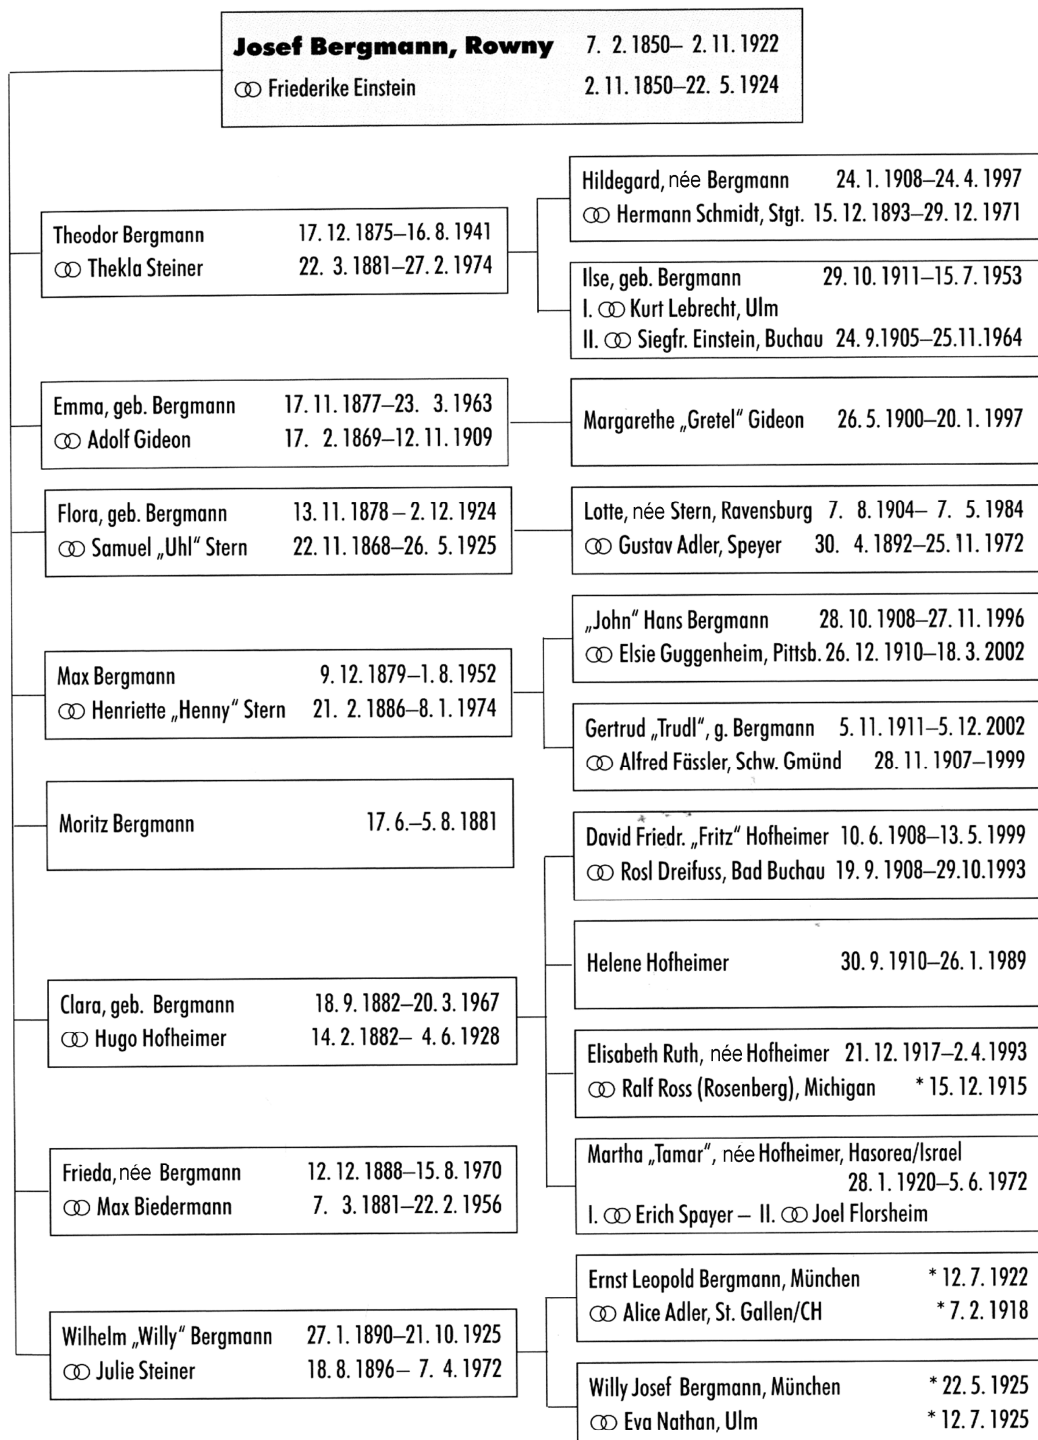 Josef Bergmann, Rowny 7. 2. 1850– 2. 11. 1922
⚭ Friederike Einstein 2. 11. 1850–22. 5. 1924
Theodor Bergmann 17. 12. 1875–16. 8. 1941
⚭ Thekla Steiner 22. 3. 1881–27. 2. 1974
Hildegard, née Bergmann 24. 1. 1908–24. 4. 1997
⚭ Hermann Schmidt, Stgt. 15. 12. 1893–29. 12. 1971
Ilse, geb. Bergmann 29. 10. 1911–15. 7. 1953
I. ⚭ Kurt Lebrecht, Ulm
II. ⚭ Siegfr. Einstein, Buchau 24. 9.1905–25.11.1964
Emma, geb. Bergmann 17. 11. 1877–23. 3. 1963
⚭ Adolf Gideon 17. 2. 1869–12. 11. 1909
Margarethe „Gretel“ Gideon 26. 5. 1900–20. 1. 1997
Flora, geb. Bergmann 13. 11. 1878 – 2. 12. 1924
⚭ Samuel „Uhl“ Stern 22. 11. 1868–26. 5. 1925
Lotte, née Stern, Ravensburg 7. 8. 1904– 7. 5. 1984
⚭ Gustav Adler, Speyer 30. 4. 1892–25. 11. 1972
Max Bergmann 9. 12. 1879–1. 8. 1952
⚭ Henriette „Henny“ Stern 21. 2. 1886–8. 1. 1974
„John“ Hans Bergmann 28. 10. 1908–27. 11. 1996
⚭ Elsie Guggenheim, Pittsb. 26. 12. 1910–18. 3. 2002
Gertrud „Trudl“, g. Bergmann 5. 11. 1911–5. 12. 2002
⚭ Alfred Fässler, Schw. Gmünd 28. 11. 1907–1999
Moritz Bergmann 17. 6.–5. 8. 1881
Clara, geb. Bergmann 18. 9. 1882–20. 3. 1967
⚭ Hugo Hofheimer 14. 2. 1882– 4. 6. 1928
David Friedr. „Fritz“ Hofheimer 10. 6. 1908–13. 5. 1999
⚭ Rosl Dreifuss, Bad Buchau 19. 9. 1908–29.10.1993
Helene Hofheimer 30. 9. 1910–26. 1. 1989
Elisabeth Ruth, née Hofheimer 21. 12. 1917–2. 4. 1993
⚭ Ralf Ross (Rosenberg), Michigan * 15. 12. 1915
Martha „Tamar“, née Hofheimer, Hasorea/Israel
28. 1. 1920–5. 6. 1972
I. ⚭ Erich Spayer – II. ⚭ Joel Florsheim
Frieda, née Bergmann 12. 12. 1888–15. 8. 1970
⚭ Max Biedermann 7. 3. 1881–22. 2. 1956
Wilhelm „Willy“ Bergmann 27. 1. 1890–21. 10. 1925
⚭ Julie Steiner 18. 8. 1896– 7. 4. 1972
Ernst Leopold Bergmann, München * 12. 7. 1922
⚭ Alice Adler, St. Gallen/CH * 7. 2. 1918
Willy Josef Bergmann, München * 22. 5. 1925
⚭ Eva Nathan, Ulm * 12. 7. 1925